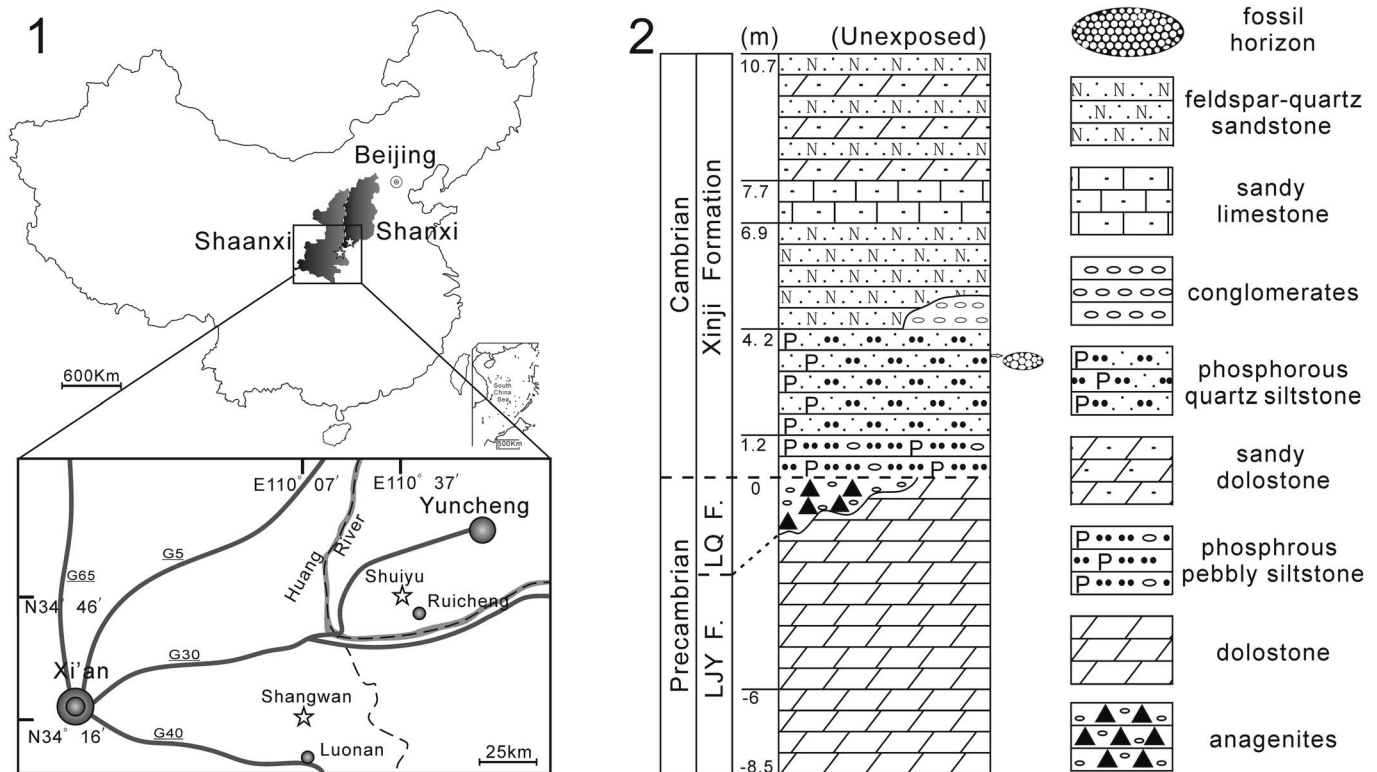 1
Beijing
Shaanxi
Shanxi
600Km
South
China
Sea
500Km
E110° 07′
E110° 37′
Yuncheng
Huang
River
G5
G65
Shuiyu
N34° 46′
Ruicheng
G30
Xi'an
Shangwan
N34° 16′
G40
Luonan
25km
2
(m)
(Unexposed)
10.7
7.7
6.9
4.2
1.2
0
-6
-8.5
Cambrian
Xinji Formation
Precambrian
LQ F.
LJY F.
fossil
horizon
feldspar-quartz
sandstone
sandy
limestone
conglomerates
phosphorous
quartz siltstone
sandy
dolostone
phosphrous
pebbly siltstone
dolostone
anagenites